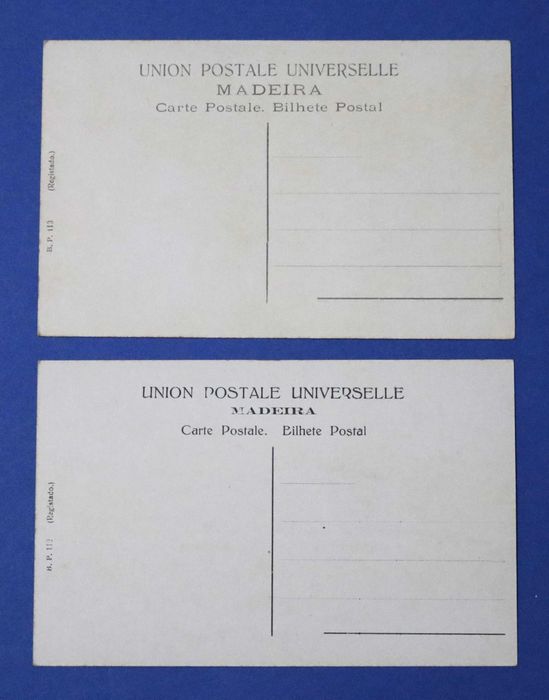 UNION POSTALE UNIVERSELLE
MADEIRA
Carte Postale. Bilhete Postal
B. P. 113 (Registado.)
UNION POSTALE UNIVERSELLE
MADEIRA
Carte Postale. Bilhete Postal
B. P. 112 (Registado.)